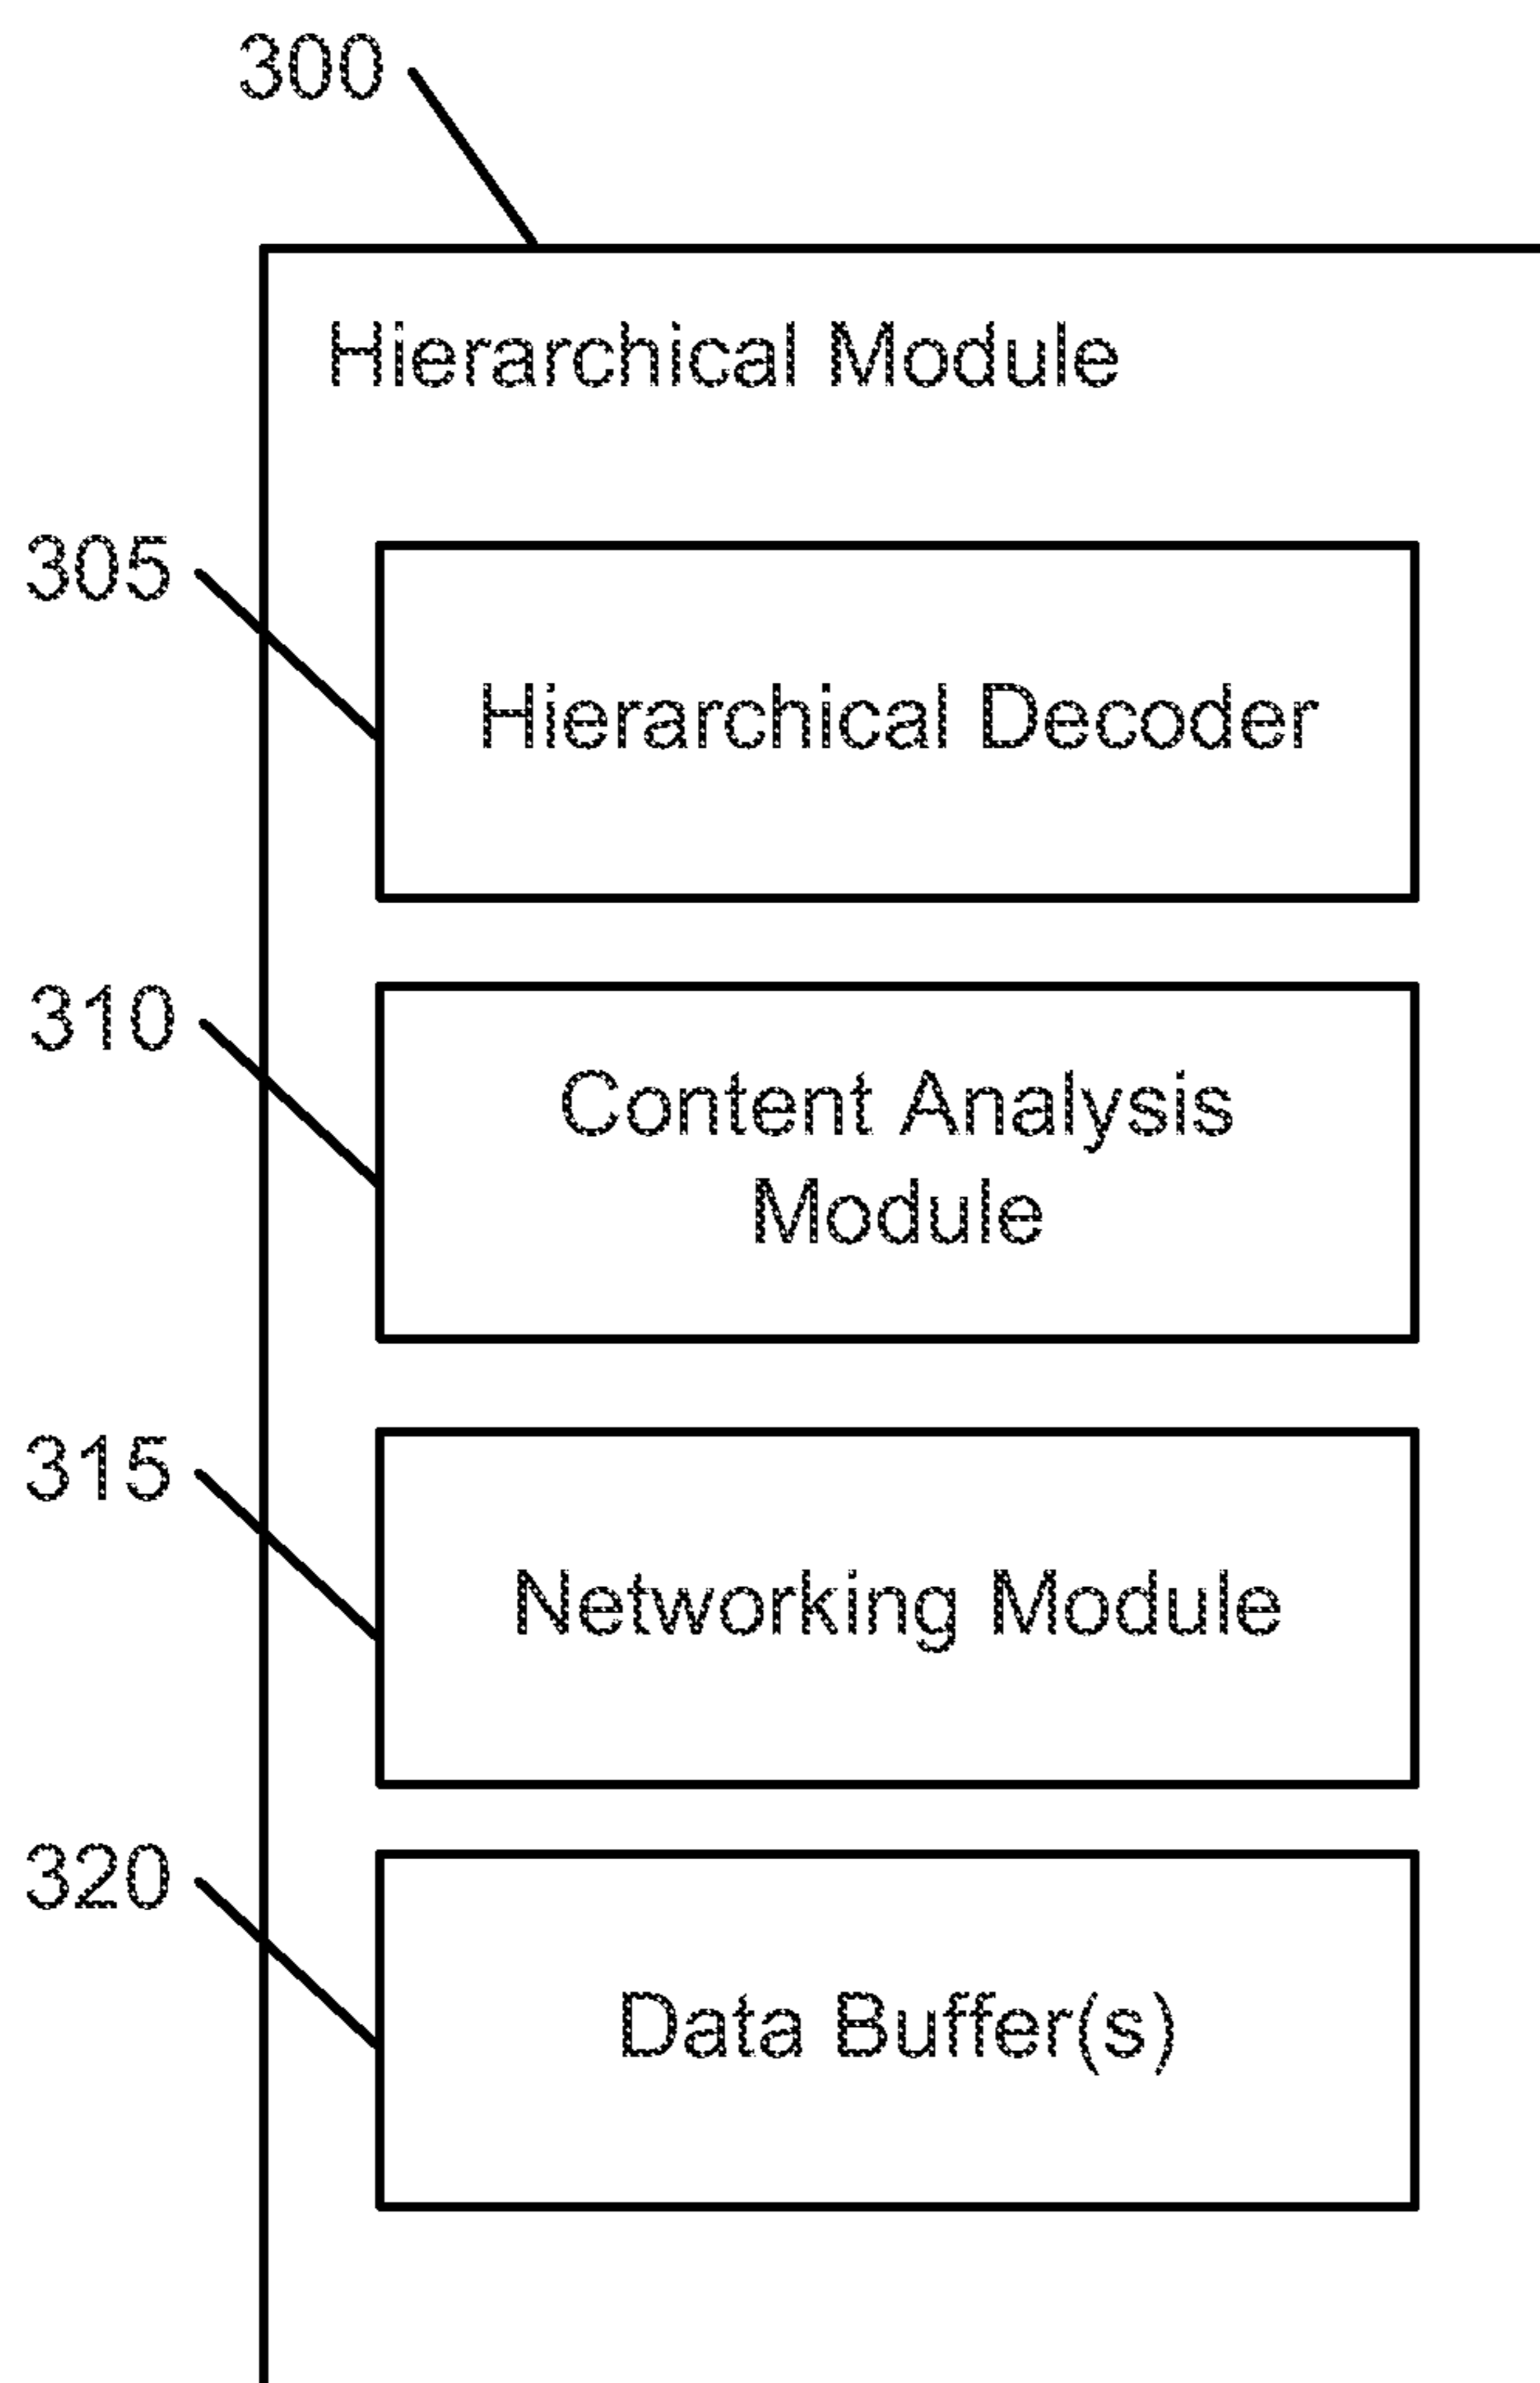 300
Hierarchical Module
305
Hierarchical Decoder
310
Content Analysis
Module
315
Networking Module
320
Data Buffer(s)